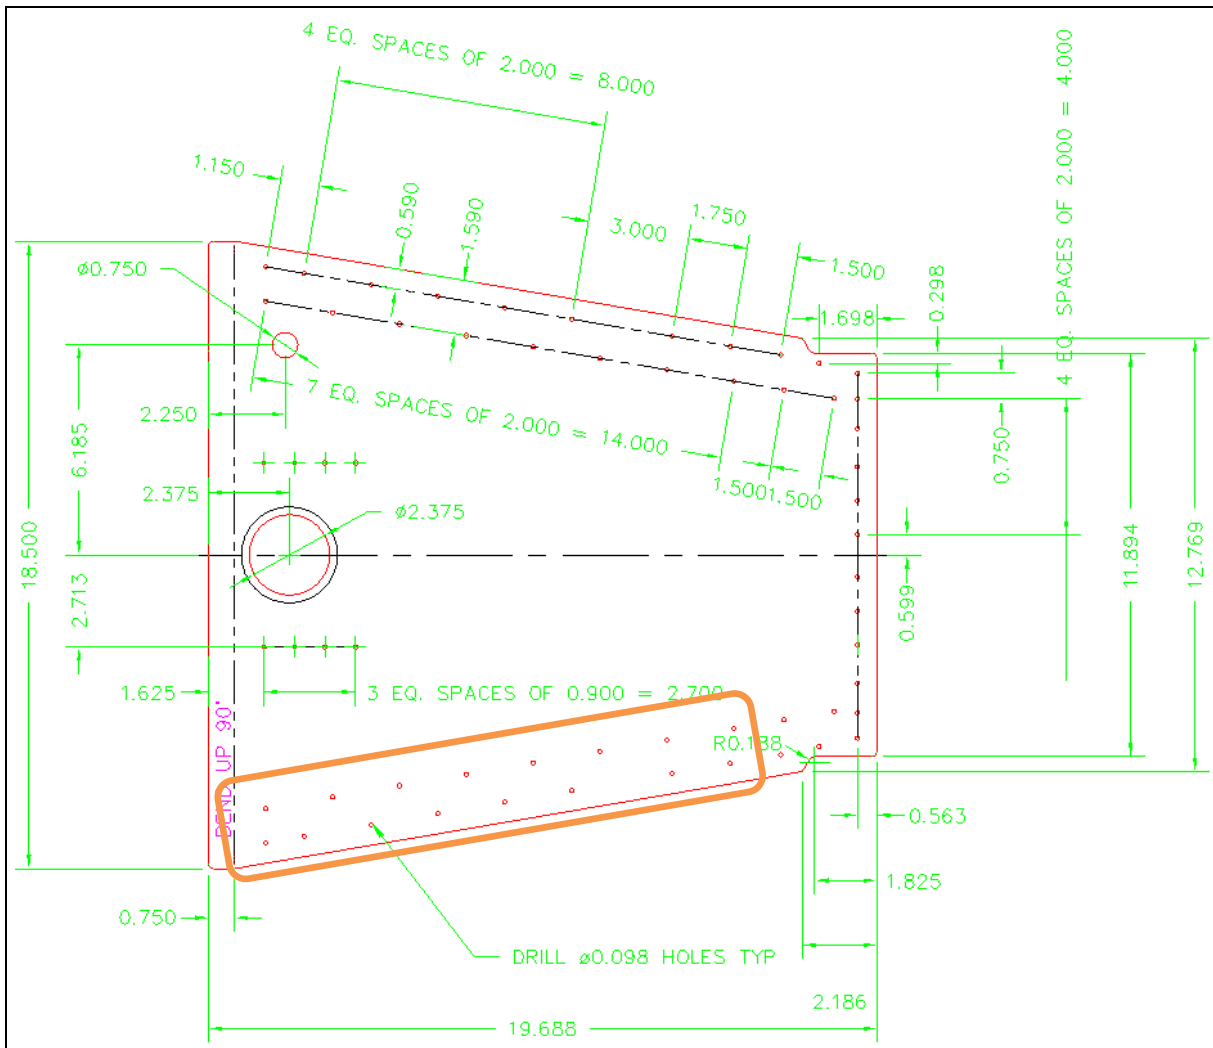 4 EQ. SPACES OF 2.000 = 8.000
4 EQ. SPACES OF 2.000 = 4.000
1.150
0.590
1.590
1.750
3.000
1.500
0.298
ø0.750
1.698
7 EQ. SPACES OF 2.000 = 14.000
2.250
6.185
0.750
1.500
1.500
2.375
ø2.375
18.500
11.894
12.769
2.713
0.599
1.625
3 EQ. SPACES OF 0.900 = 2.700
BEND UP 90°
R0.188
0.563
1.825
0.750
DRILL ø0.098 HOLES TYP
2.186
19.688